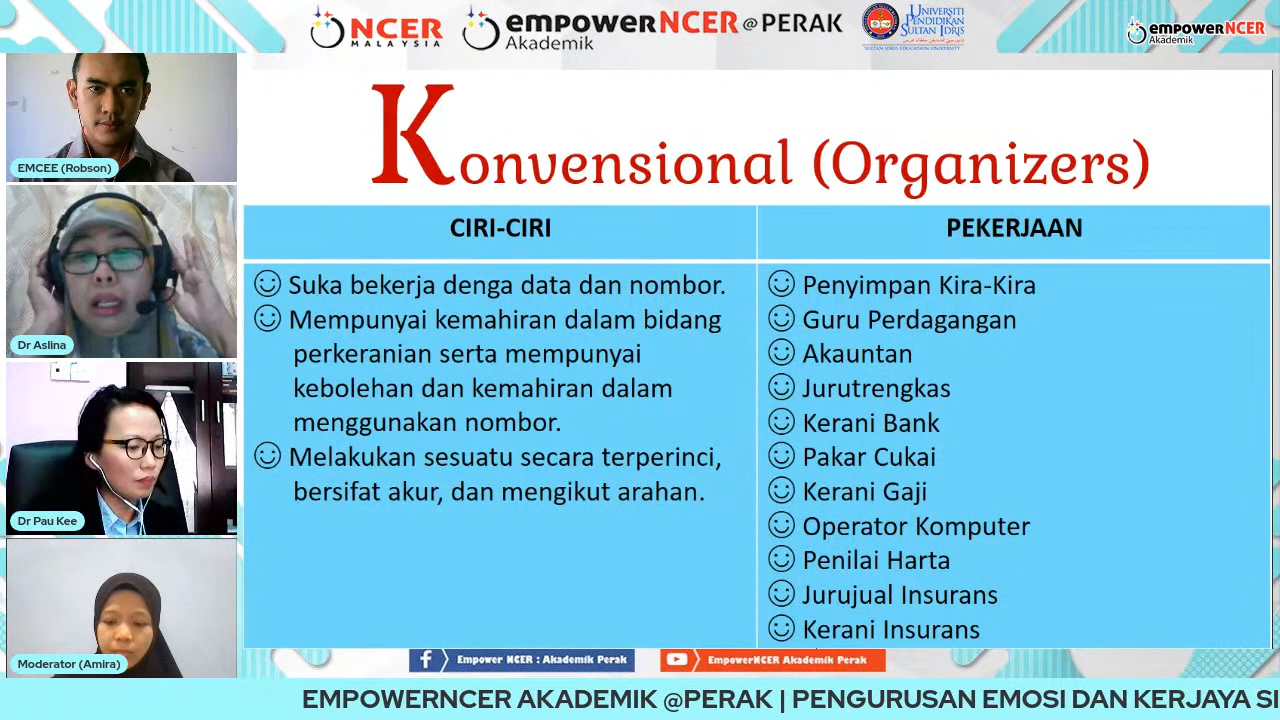 NCER
MALAYSIA
empowerNCER @ PERAK
Akademik
UNIVERSITI
PENDIDIKAN
SULTAN IDRIS
SULTAN IDRIS EDUCATION UNIVERSITY
empowerNCER
Akademik
EMCEE (Robson)
Dr Aslina
Dr Pau Kee
Moderator (Amira)
Konvensional (Organizers)
CIRI-CIRI
Suka bekerja denga data dan nombor.
Mempunyai kemahiran dalam bidang
perkeranian serta mempunyai
kebolehan dan kemahiran dalam
menggunakan nombor.
Melakukan sesuatu secara terperinci,
bersifat akur, dan mengikut arahan.
PEKERJAAN
Penyimpan Kira-Kira
Guru Perdagangan
Akauntan
Jurutrengkas
Kerani Bank
Pakar Cukai
Kerani Gaji
Operator Komputer
Penilai Harta
Jurujual Insurans
Kerani Insurans
Empower NCER : Akademik Perak
EmpowerNCER Akademik Perak
EMPOWERNCER AKADEMIK @PERAK | PENGURUSAN EMOSI DAN KERJAYA SI